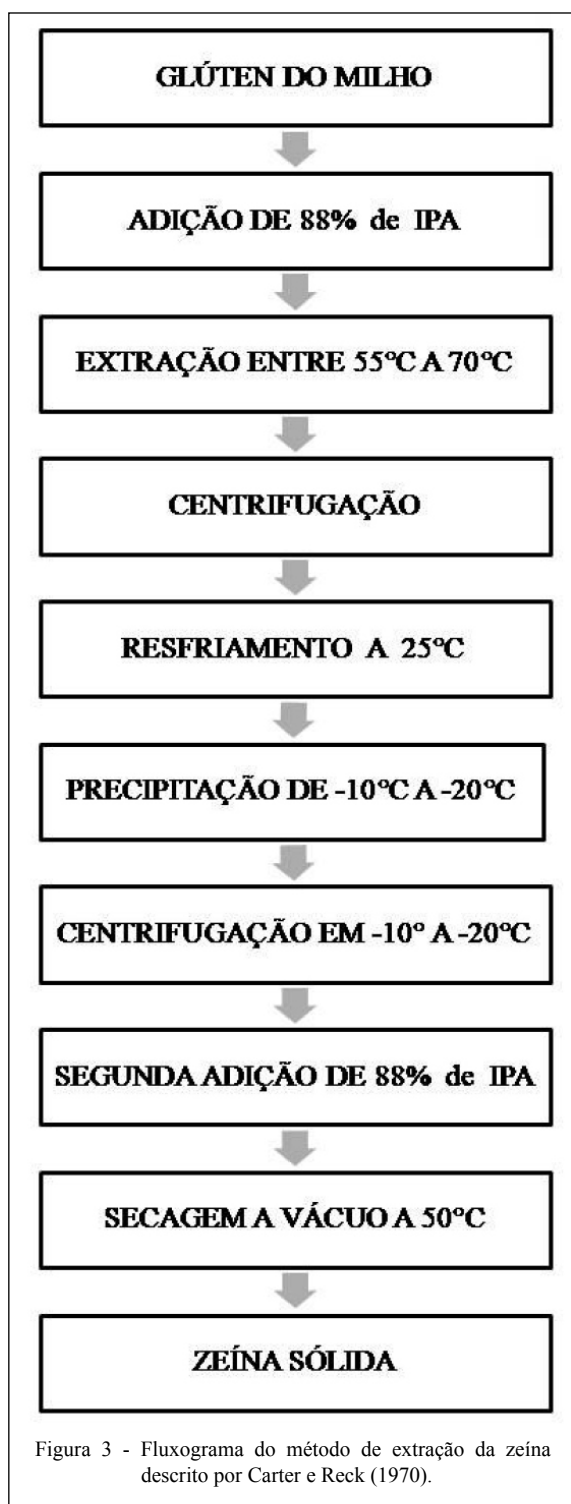 GLÚTEN DO MILHO
ADIÇÃO DE 88% de IPA
EXTRAÇÃO ENTRE 55°C A 70°C
CENTRIFUGAÇÃO
RESFRIAMENTO A 25°C
PRECIPITAÇÃO DE -10°C A -20°C
CENTRIFUGAÇÃO EM -10° A -20°C
SEGUNDA ADIÇÃO DE 88% de IPA
SECAGEM A VÁCUO A 50°C
ZEÍNA SÓLIDA
Figura 3 - Fluxograma do método de extração da zeína
descrito por Carter e Reck (1970).